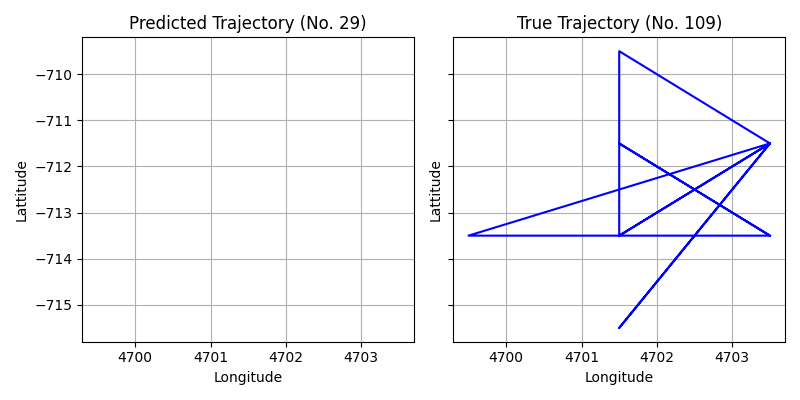 Predicted Trajectory (No. 29)
True Trajectory (No. 109)
−710
−711
−712
−713
−714
−715
Lattitude
Lattitude
4700 4701 4702 4703
4700 4701 4702 4703
Longitude
Longitude